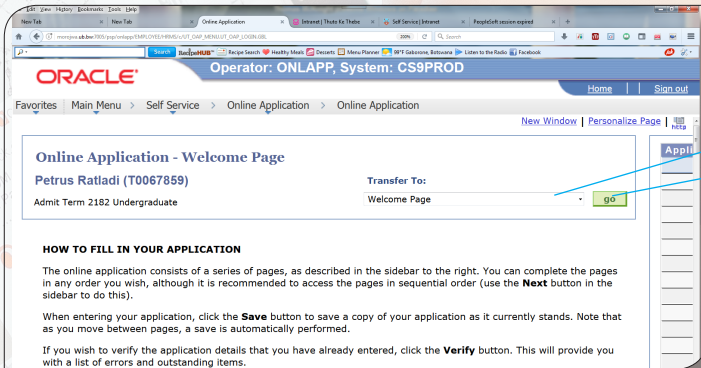 Edit View History Bookmarks Tools Help
New Tab × New Tab × Online Application × Intranet | Thuto Ke Thebe × Self Service | Intranet × PeopleSoft session expired × +
200% Search
Search RecipeHUB™ Recipe Search Healthy Meals Desserts Menu Planner 98°F Gaborone, Botswana Listen to the Radio Facebook
ORACLE'
Operator: ONLAPP, System: CS9PROD
Home | Sign out
Favorites Main Menu > Self Service > Online Application > Online Application
New Window | Personalize Page | http
Online Application - Welcome Page
Appli
Petrus Ratladi (T0067859)
Transfer To:
Admit Term 2182 Undergraduate
Welcome Page go
HOW TO FILL IN YOUR APPLICATION
The online application consists of a series of pages, as described in the sidebar to the right. You can complete the pages
in any order you wish, although it is recommended to access the pages in sequential order (use the Next button in the
sidebar to do this).
When entering your application, click the Save button to save a copy of your application as it currently stands. Note that
as you move between pages, a save is automatically performed.
If you wish to verify the application details that you have already entered, click the Verify button. This will provide you
with a list of errors and outstanding items.